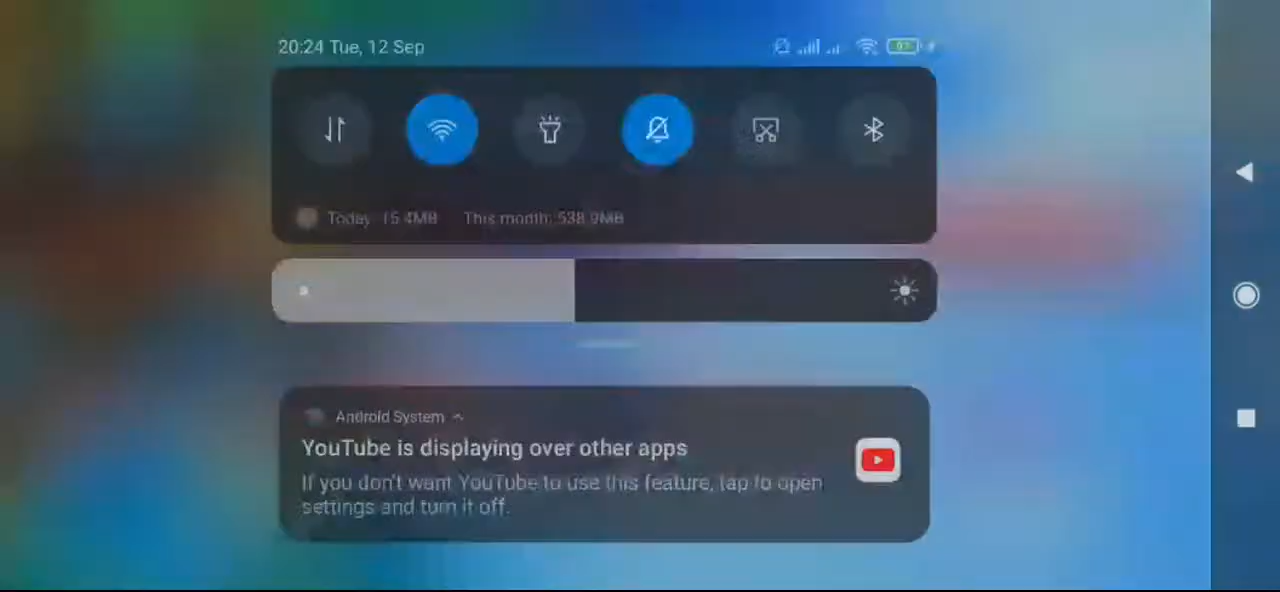 20:24 Tue, 12 Sep
Today: 15.4MB This month: 538.9MB
Android System
YouTube is displaying over other apps
If you don't want YouTube to use this feature, tap to open
settings and turn it off.